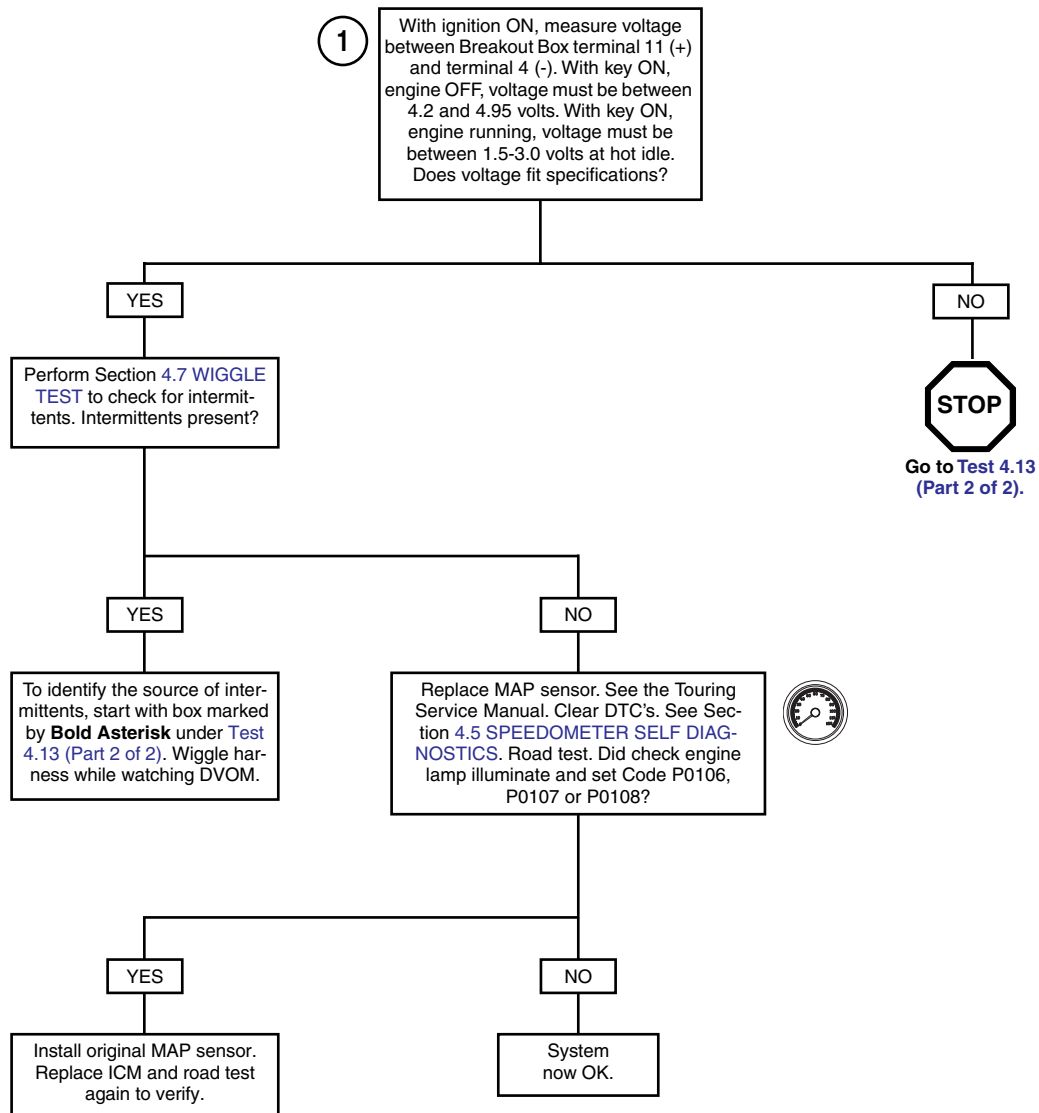 1
With ignition ON, measure voltage
between Breakout Box terminal 11 (+)
and terminal 4 (-). With key ON,
engine OFF, voltage must be between
4.2 and 4.95 volts. With key ON,
engine running, voltage must be
between 1.5-3.0 volts at hot idle.
Does voltage fit specifications?
YES
NO
Perform Section 4.7 WIGGLE
TEST to check for intermit-
tents. Intermittents present?
STOP
Go to Test 4.13
(Part 2 of 2).
YES
NO
To identify the source of inter-
mittents, start with box marked
by Bold Asterisk under Test
4.13 (Part 2 of 2). Wiggle har-
ness while watching DVOM.
Replace MAP sensor. See the Touring
Service Manual. Clear DTC's. See Sec-
tion 4.5 SPEEDOMETER SELF DIAG-
NOSTICS. Road test. Did check engine
lamp illuminate and set Code P0106,
P0107 or P0108?
YES
NO
Install original MAP sensor.
Replace ICM and road test
again to verify.
System
now OK.